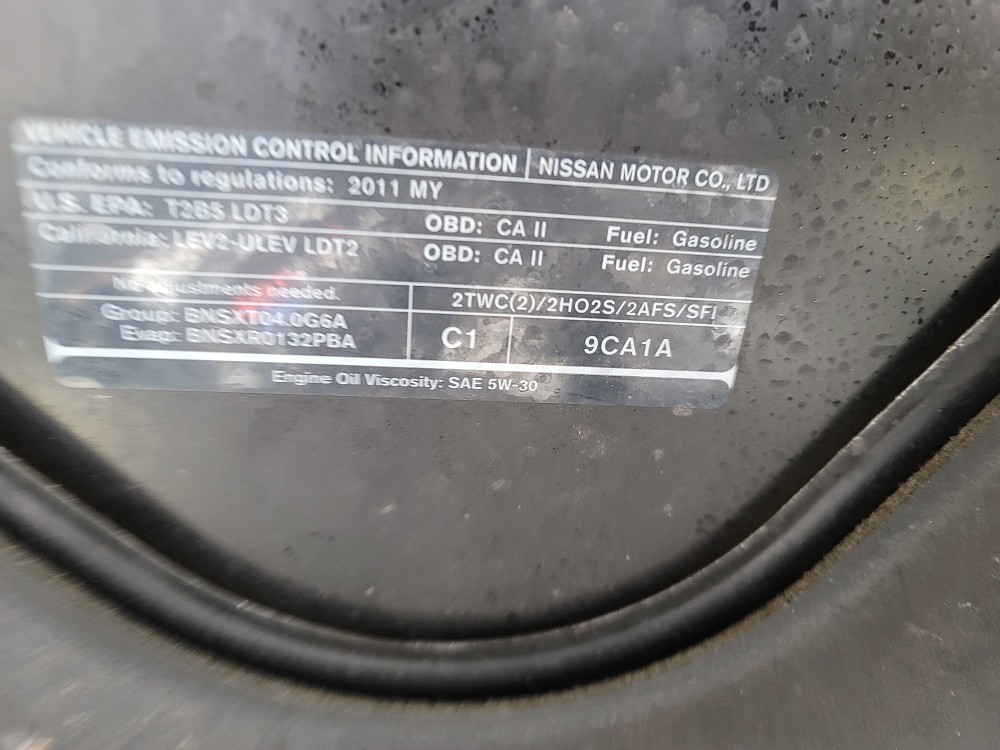 VEHICLE EMISSION CONTROL INFORMATION | NISSAN MOTOR CO., LTD
Conforms to regulations: 2011 MY
U.S. EPA: T2B5 LDT3 OBD: CA II Fuel: Gasoline
California: LEV2-ULEV LDT2 OBD: CA II Fuel: Gasoline
No adjustments needed. 2TWC(2)/2HO2S/2AFS/SFI
Group: BNSXT04.0G6A
Evap: BNSXR0132PBA C1 9CA1A
Engine Oil Viscosity: SAE 5W-30